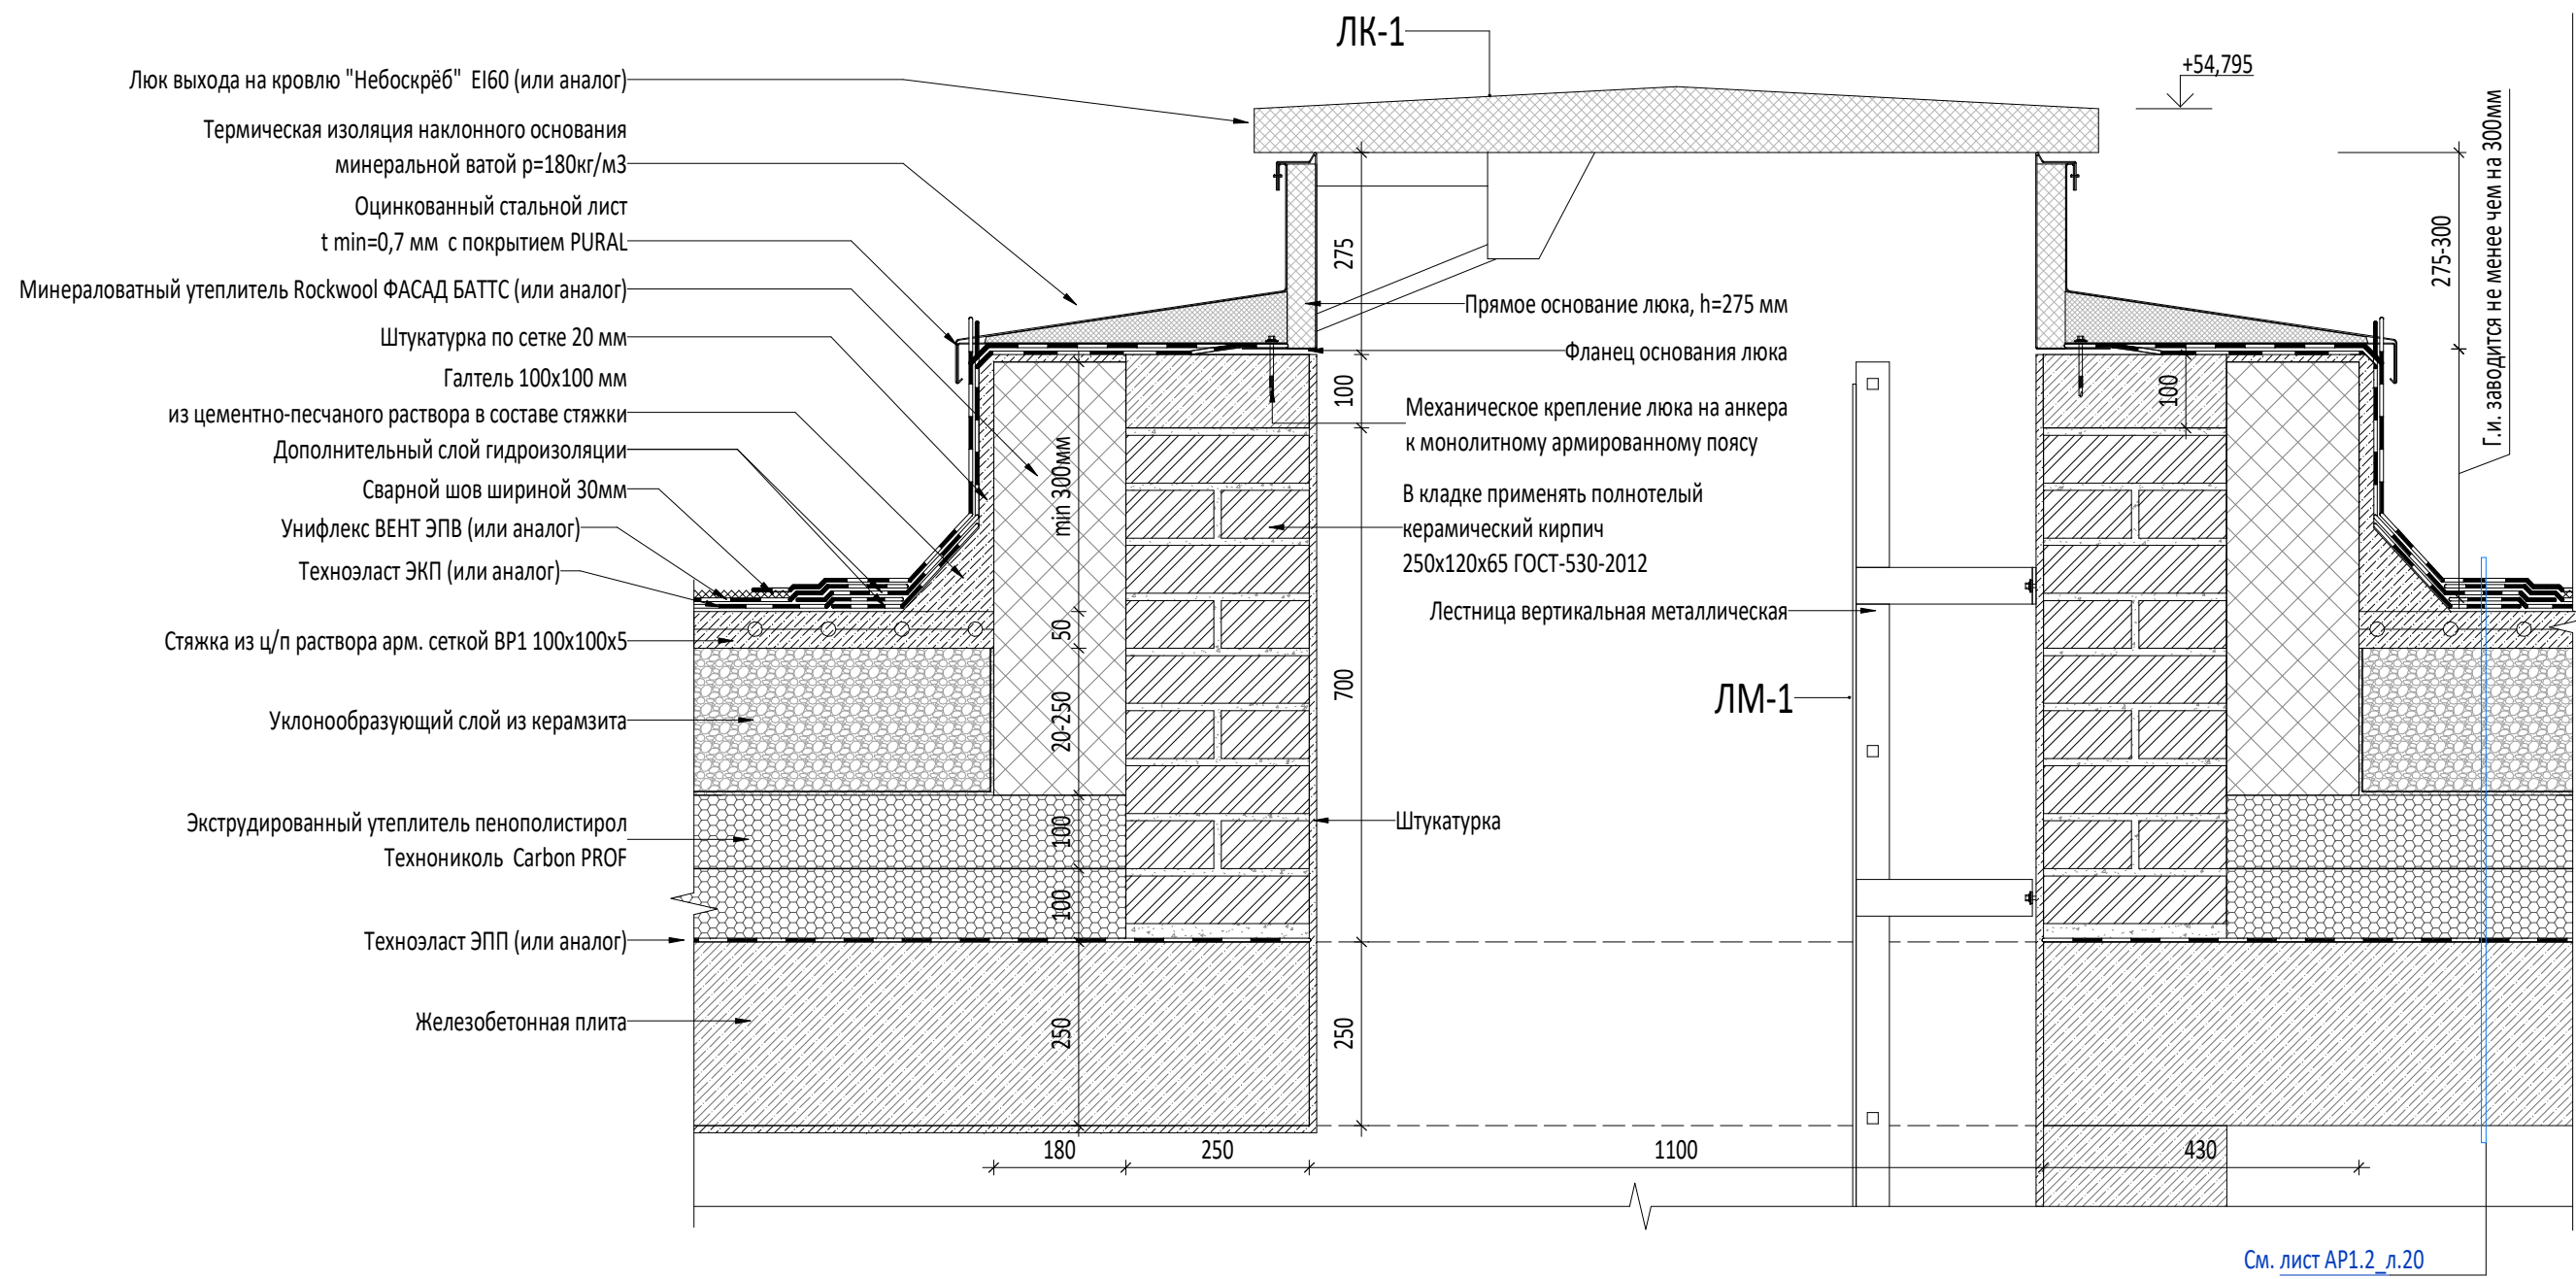 ЛК-1
+54,795
Люк выхода на кровлю "Небоскрёб" EI60 (или аналог)
Термическая изоляция наклонного основания
минеральной ватой p=180кг/м3
Оцинкованный стальной лист
t min=0,7 мм с покрытием PURAL
Минераловатный утеплитель Rockwool ФАСАД БАТТС (или аналог)
Штукатурка по сетке 20 мм
Галтель 100х100 мм
из цементно-песчаного раствора в составе стяжки
Дополнительный слой гидроизоляции
Сварной шов шириной 30мм
Унифлекс ВЕНТ ЭПВ (или аналог)
Техноэласт ЭКП (или аналог)
Стяжка из ц/п раствора арм. сеткой ВР1 100х100х5
Уклонообразующий слой из керамзита
Экструдированный утеплитель пенополистирол
Технониколь Carbon PROF
Техноэласт ЭПП (или аналог)
Железобетонная плита
min 300мм
50
20-250
100
100
250
275
100
700
250
Прямое основание люка, h=275 мм
Фланец основания люка
Механическое крепление люка на анкера
к монолитному армированному поясу
В кладке применять полнотелый
керамический кирпич
250х120х65 ГОСТ-530-2012
Лестница вертикальная металлическая
ЛМ-1
Штукатурка
100
275-300
Г.и. заводится не менее чем на 300мм
180
250
1100
430
См. лист АР1.2_л.20